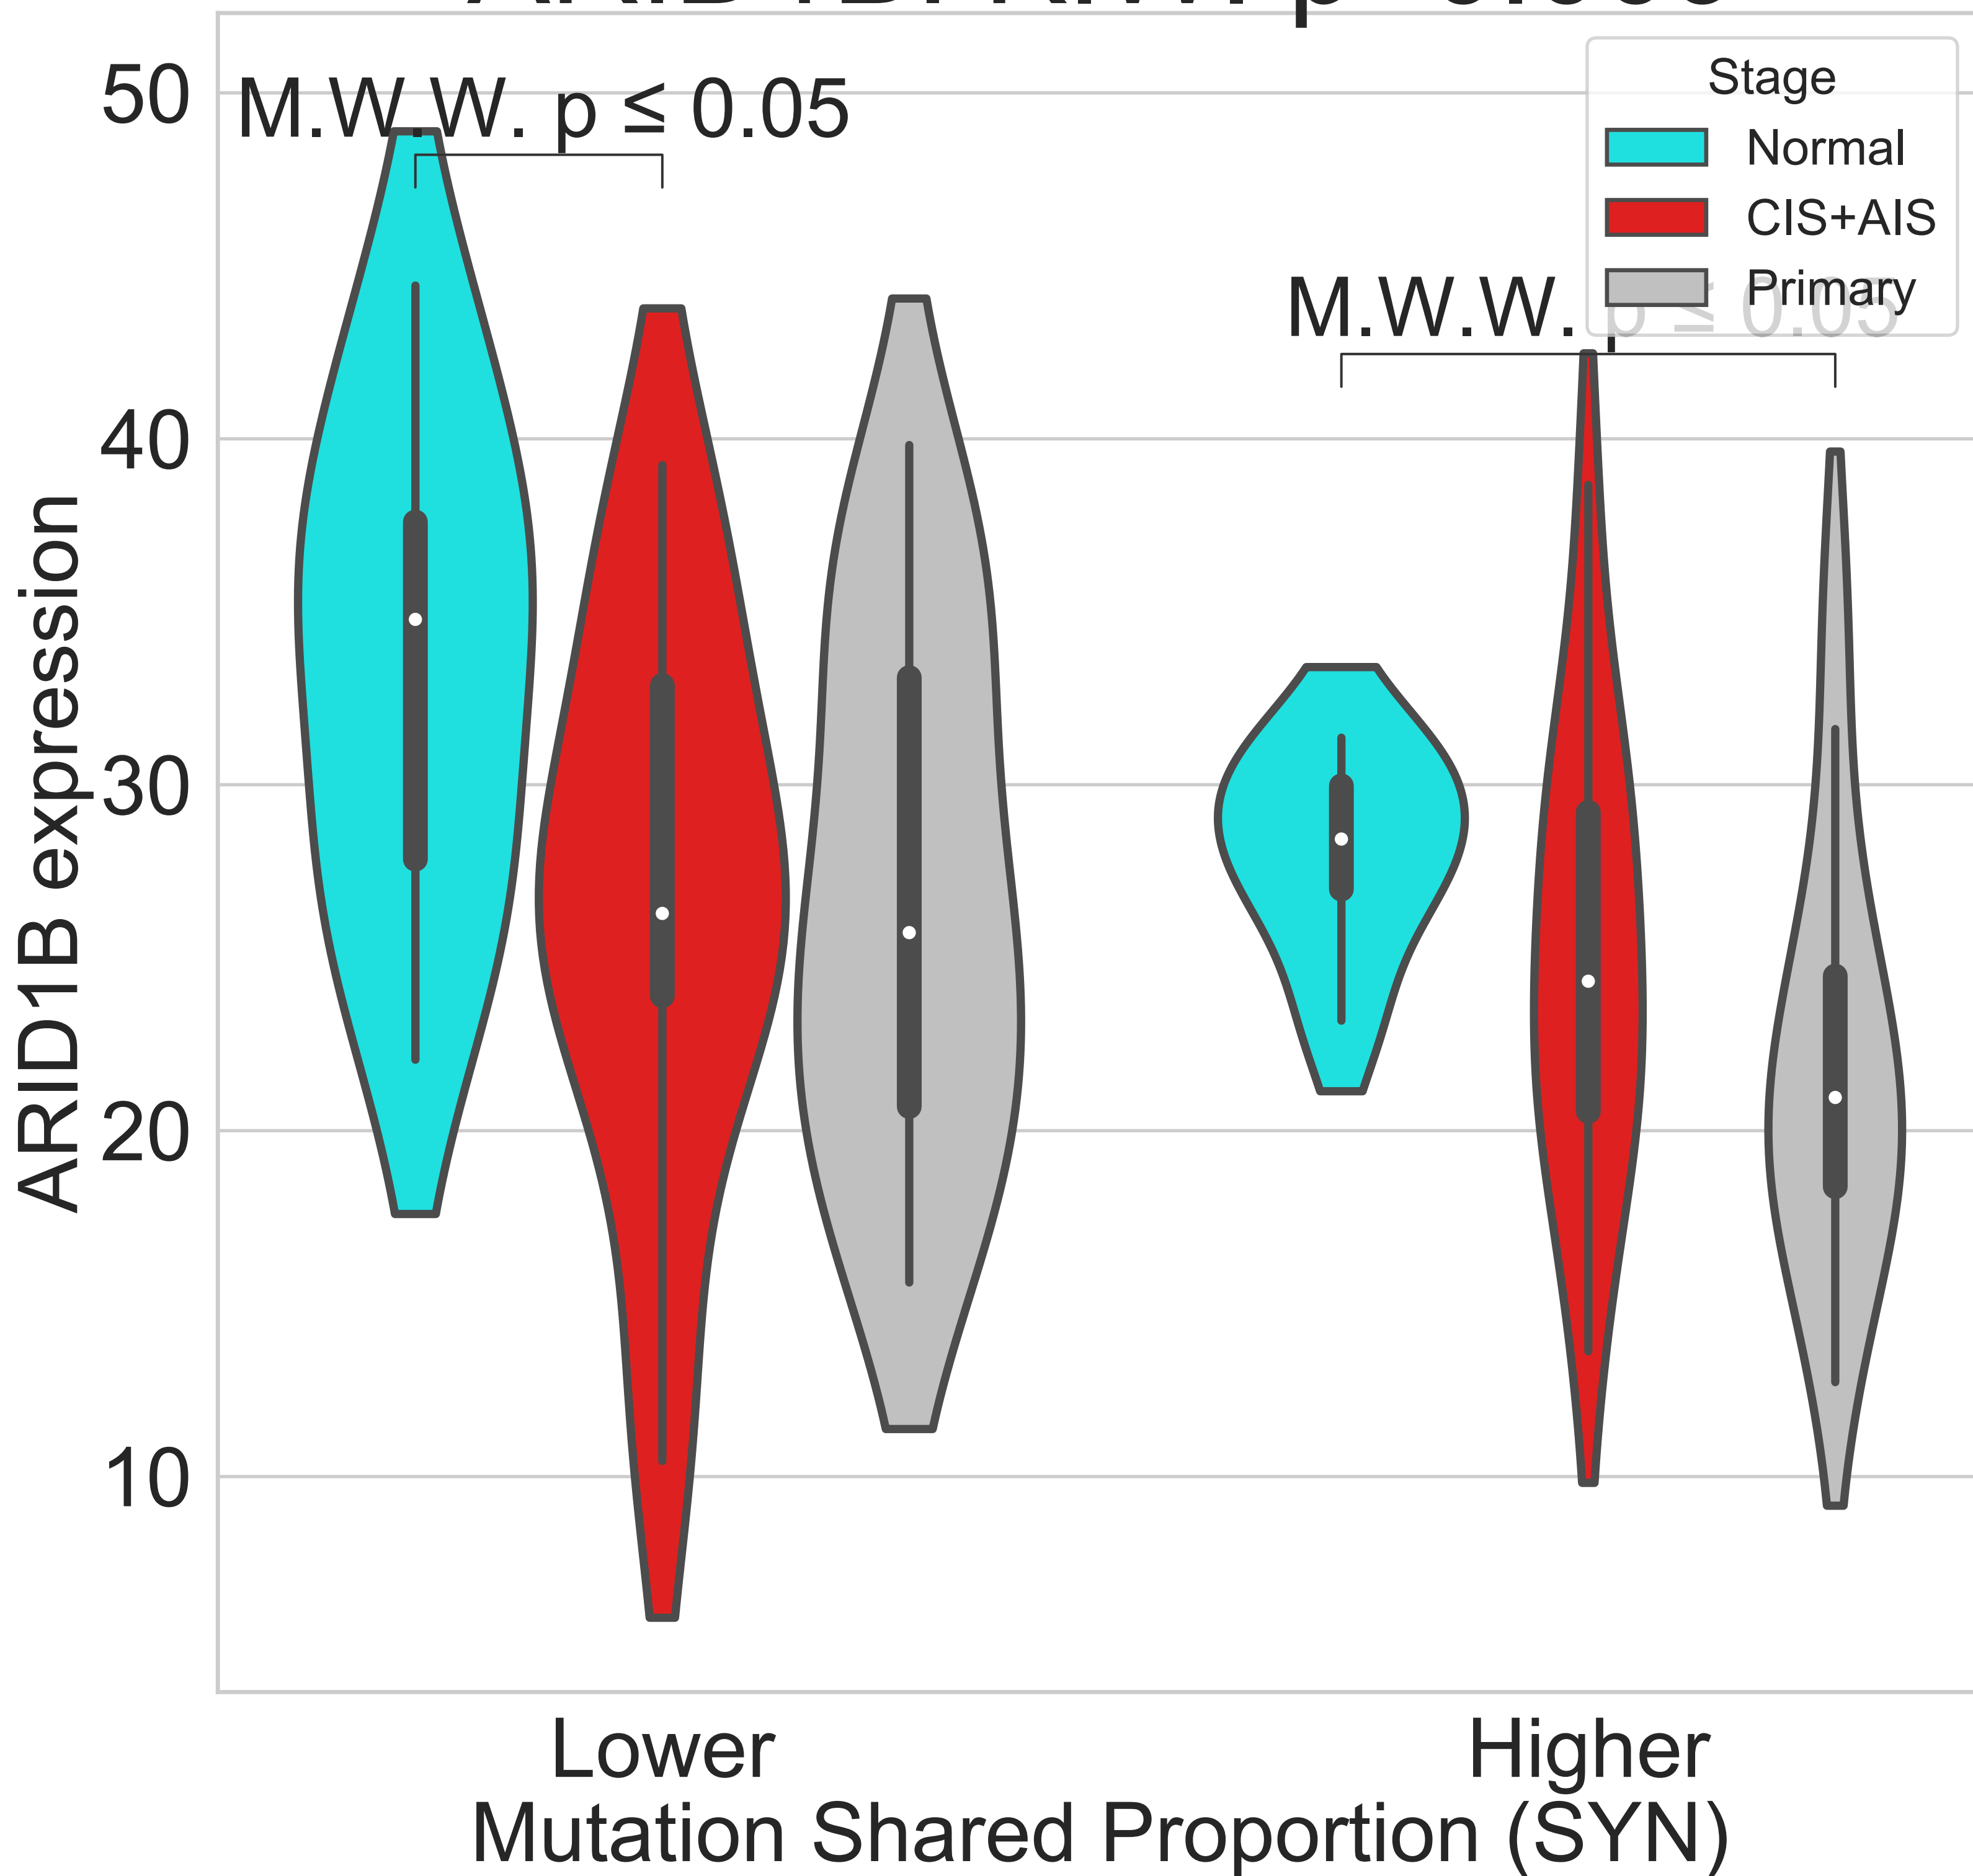 50
M.W.W. p ≤ 0.05
Stage
Normal
CIS+AIS
Primary
M.W.W. p ≤ 0.05
40
30
20
10
ARID1B expression
Lower
Higher
Mutation Shared Proportion (SYN)